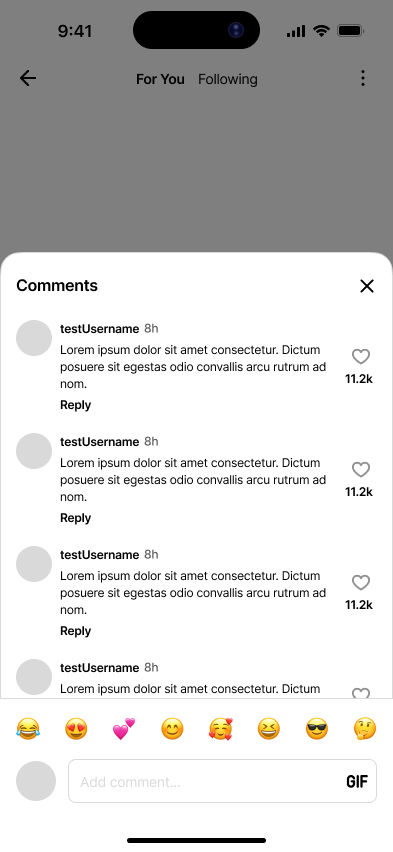 9:41
For You Following
Comments
testUsername 8h
Lorem ipsum dolor sit amet consectetur. Dictum
posuere sit egestas odio convallis arcu rutrum ad
nom.
11.2k
Reply
testUsername 8h
Lorem ipsum dolor sit amet consectetur. Dictum
posuere sit egestas odio convallis arcu rutrum ad
nom.
11.2k
Reply
testUsername 8h
Lorem ipsum dolor sit amet consectetur. Dictum
posuere sit egestas odio convallis arcu rutrum ad
nom.
11.2k
Reply
testUsername 8h
Lorem ipsum dolor sit amet consectetur. Dictum
Add comment... GIF